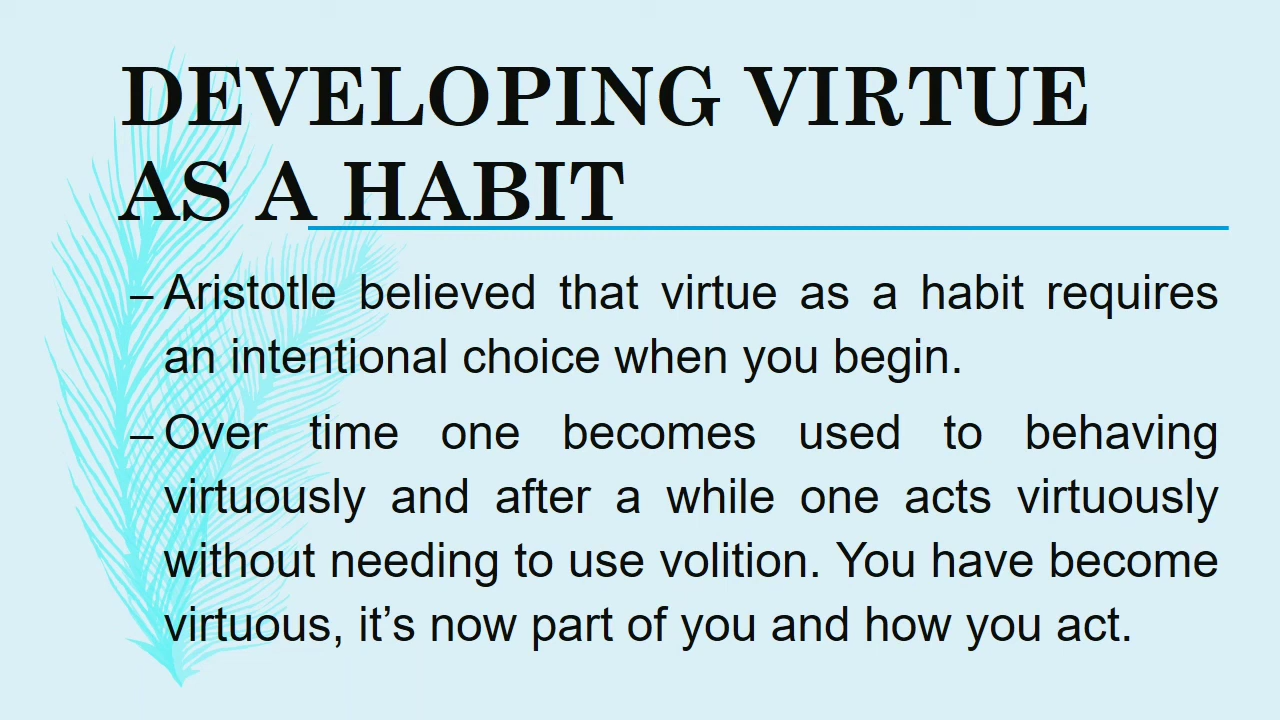 DEVELOPING VIRTUE
AS A HABIT
– Aristotle believed that virtue as a habit requires
an intentional choice when you begin.
– Over time one becomes used to behaving
virtuously and after a while one acts virtuously
without needing to use volition. You have become
virtuous, it’s now part of you and how you act.